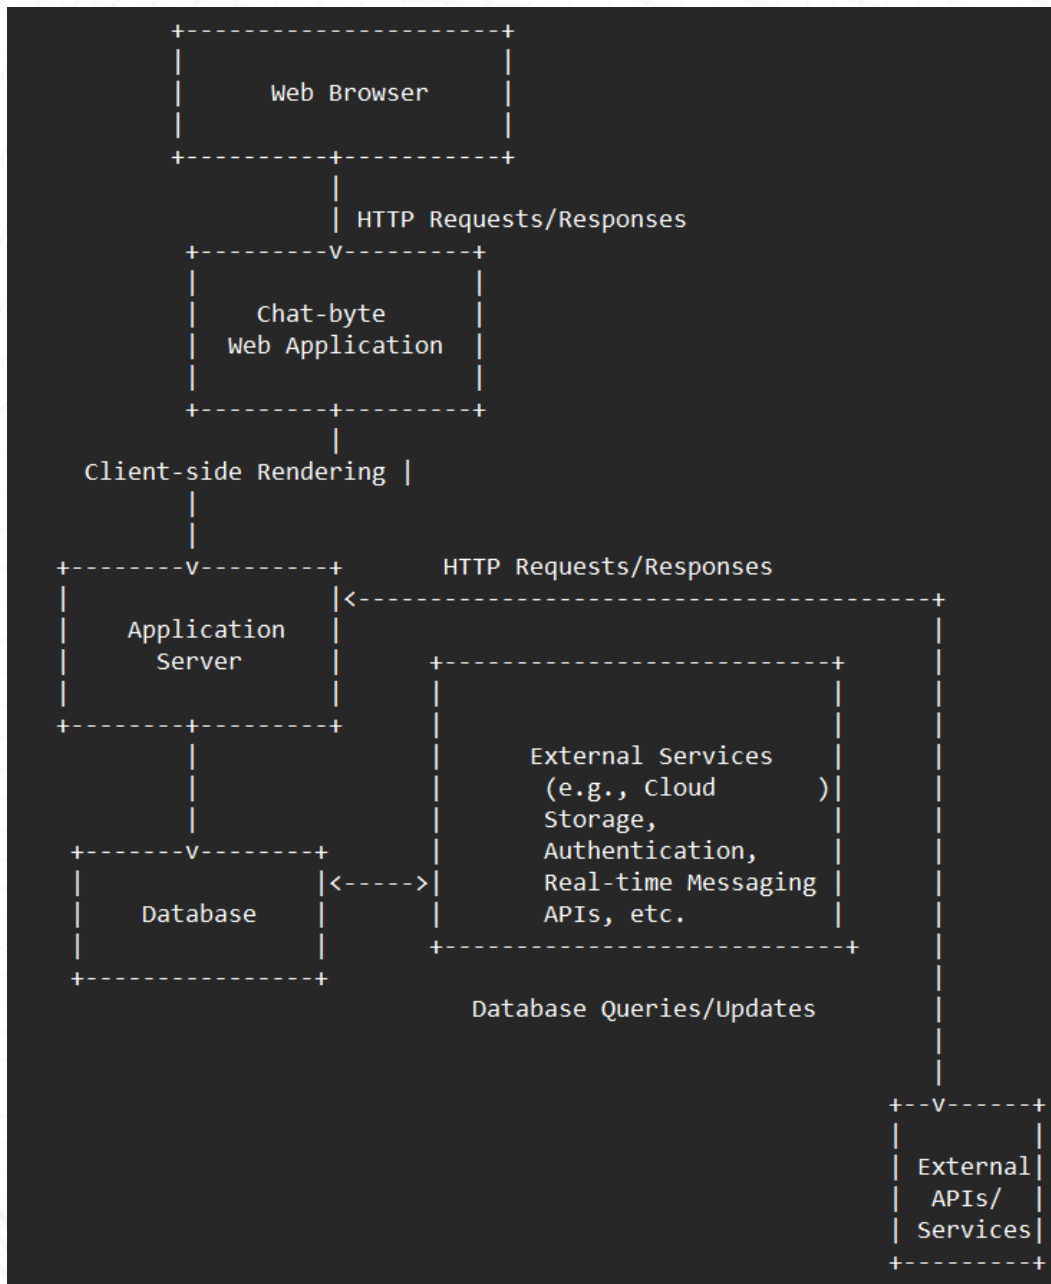 Web Browser
HTTP Requests/Responses
Chat-byte
Web Application
Client-side Rendering
HTTP Requests/Responses
Application
Server
External Services
(e.g., Cloud )
Storage,
Authentication,
Real-time Messaging
APIs, etc.
Database
Database Queries/Updates
External
APIs/
Services